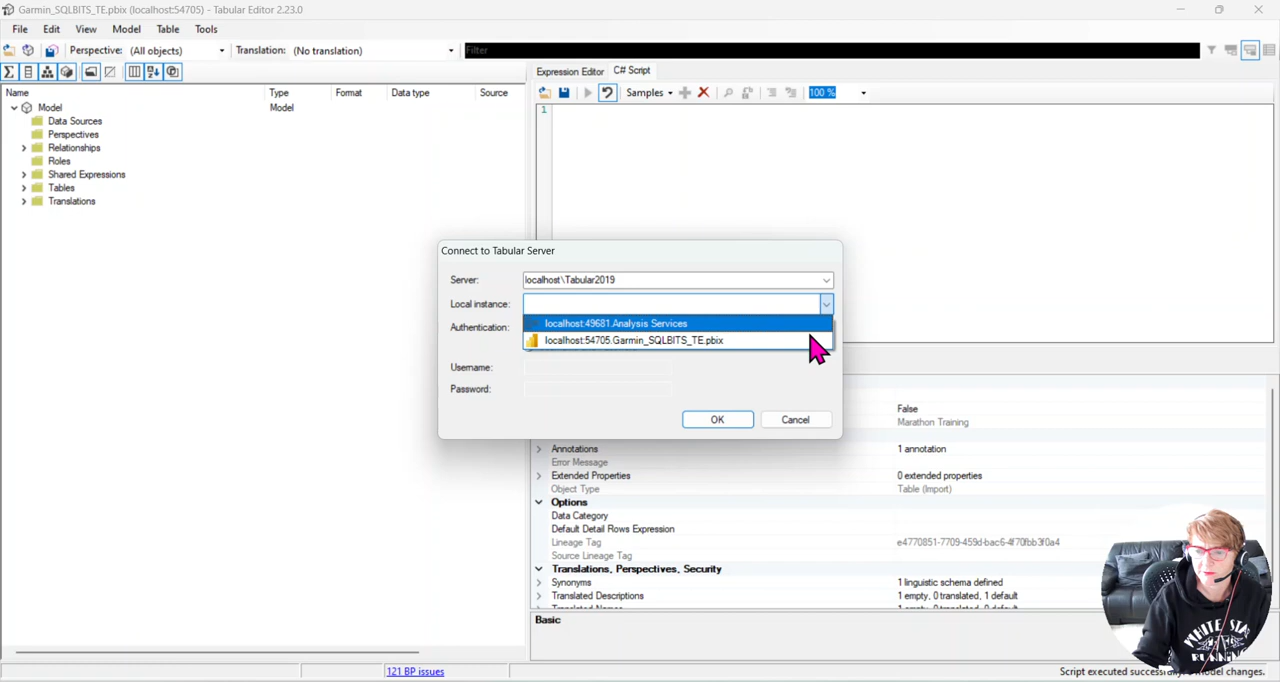 Garmin_SQLBITS_TE.pbix (localhost:54705) - Tabular Editor 2.23.0
File Edit View Model Table Tools
Perspective: (All objects) Translation: (No translation) Filter
Expression Editor C# Script
Samples 100 %
Name Type Format Data type Source
Model Model
Data Sources
Perspectives
Relationships
Roles
Shared Expressions
Tables
Translations
1
Connect to Tabular Server
Server: localhost\Tabular2019
Local instance:
localhost:49681.Analysis Services
Authentication:
localhost:54705.Garmin_SQLBITS_TE.pbix
Username:
Password:
OK Cancel
False
Marathon Training
Annotations 1 annotation
Error Message
Extended Properties 0 extended properties
Object Type Table (Import)
Options
Data Category
Default Detail Rows Expression
Lineage Tag e4770851-7709-459d-bac6-4f70fbb3f0a4
Source Lineage Tag
Translations, Perspectives, Security
Synonyms 1 linguistic schema defined
Translated Descriptions 1 empty, 0 translated, 1 default
Basic
WHITE STAR
RUNNING
121 BP issues
Script executed successfully. model changes.